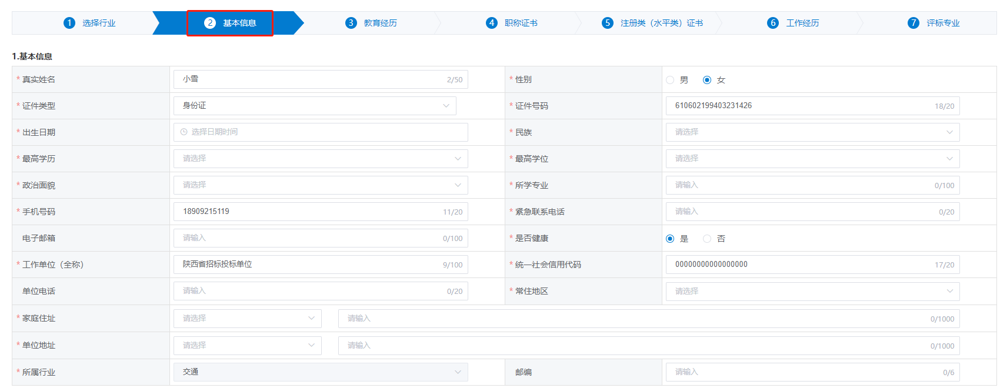 1 选择行业 2 基本信息 3 教育经历 4 职称证书 5 注册类（水平类）证书 6 工作经历 7 评标专业
1.基本信息
* 真实姓名 小雪 2/50 * 性别 男 女
* 证件类型 身份证 * 证件号码 610602199403231426 18/20
* 出生日期 选择日期时间 * 民族 请选择
* 最高学历 请选择 * 最高学位 请选择
* 政治面貌 请选择 * 所学专业 请输入 0/100
* 手机号码 18909215119 11/20 * 紧急联系电话 请输入 0/20
电子邮箱 请输入 0/100 * 是否健康 是 否
* 工作单位（全称） 陕西省招标投标单位 9/100 * 统一社会信用代码 00000000000000000 17/20
单位电话 请输入 0/20 * 常住地区 请选择
* 家庭住址 请选择 请输入 0/1000
* 单位地址 请选择 请输入 0/1000
* 所属行业 交通 邮编 请输入 0/6